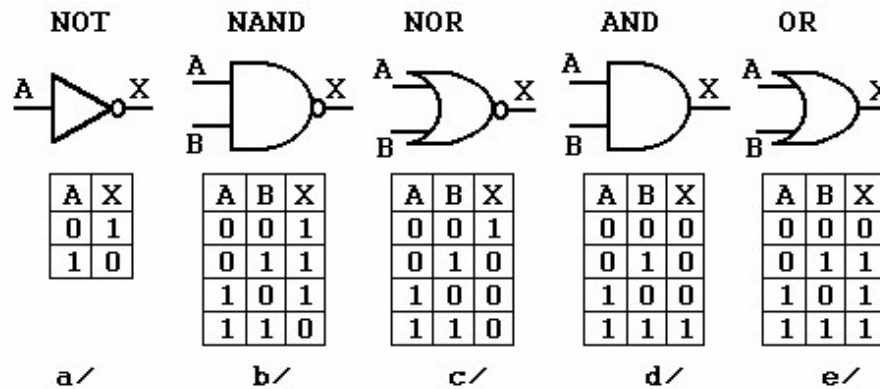 NOT NAND NOR AND OR
A X A B X A B X A B X A B X
A X A B X A B X A B X A B X
0 1 0 0 1 0 0 1 0 0 0 0 0 0
1 0 0 1 1 0 1 0 0 1 0 0 1 1
1 0 1 1 0 0 1 0 0 1 0 1
1 1 0 1 1 0 1 1 1 1 1 1
a/ b/ c/ d/ e/